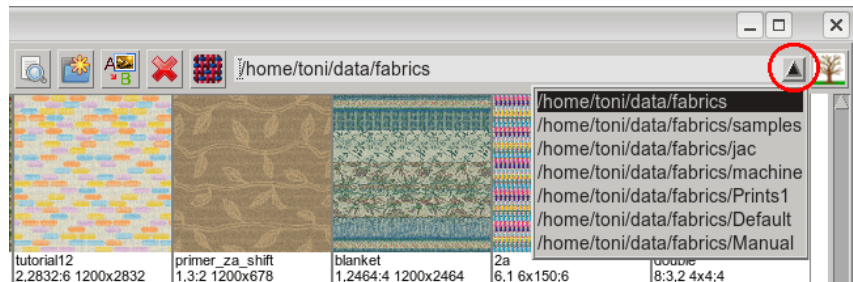 A B
/home/toni/data/fabrics
/home/toni/data/fabrics
/home/toni/data/fabrics/samples
/home/toni/data/fabrics/jac
/home/toni/data/fabrics/machine
/home/toni/data/fabrics/Prints1
/home/toni/data/fabrics/Default
/home/toni/data/fabrics/Manual
tutorial12 primer_za_shift blanket 2a double
2,2832:6 1200x2832 1,3:2 1200x678 1,2464:4 1200x2464 6,1 6x150;6 8:3,2 4x4;4